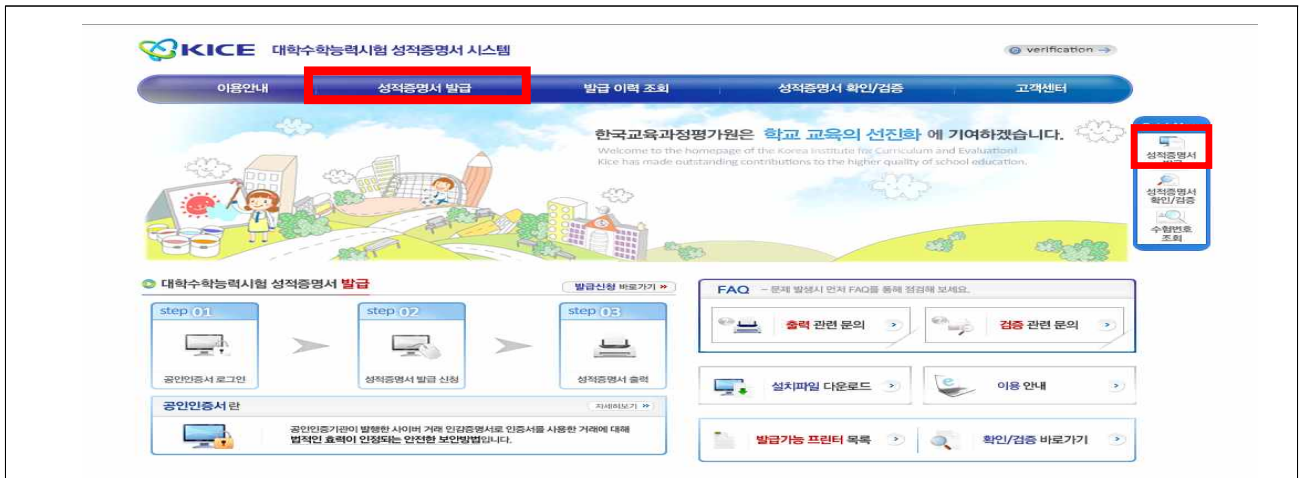 KICE 대학수학능력시험 성적증명서 시스템
verification
이용안내 성적증명서 발급 발급 이력 조회 성적증명서 확인/검증 고객센터
한국교육과정평가원은 학교 교육의 선진화 에 기여하겠습니다.
Welcome to the homepage of the Korea Institute for Curriculum and Evaluation!
Kice has made outstanding contributions to the higher quality of school education.
성적증명서
발급
성적증명서
확인/검증
수험번호
조회
대학수학능력시험 성적증명서 발급
발급신청 바로가기
step 01
step 02
step 03
공인인증서 로그인
성적증명서 발급 신청
성적증명서 출력
공인인증서란
자세히보기
공인인증기관이 발행한 사이버 거래 인감증명서로 인증서를 사용한 거래에 대해
법적인 효력이 인정되는 안전한 보안방법입니다.
FAQ - 문제 발생시 먼저 FAQ를 통해 점검해 보세요.
출력 관련 문의
검증 관련 문의
설치파일 다운로드
이용 안내
발급가능 프린터 목록
확인/검증 바로가기